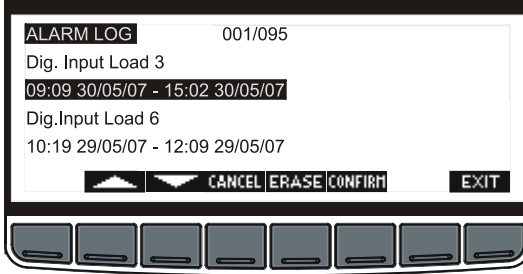 ALARM LOG 001/095
Dig. Input Load 3
09:09 30/05/07 - 15:02 30/05/07
Dig.Input Load 6
10:19 29/05/07 - 12:09 29/05/07
CANCEL ERASE CONFIRM EXIT